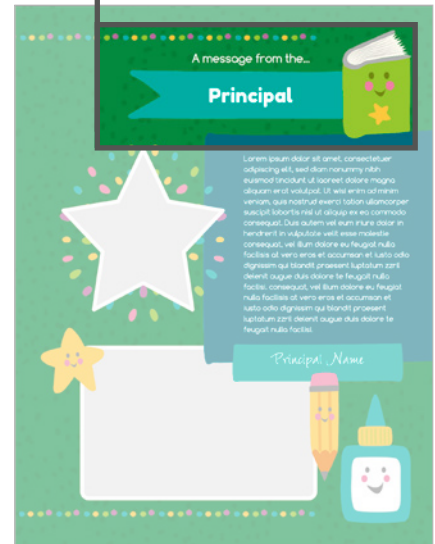 A message from the...
Principal
Lorem ipsum dolor sit amet, consectetuer
adipiscing elit, sed diam nonummy nibh
euismod tincidunt ut laoreet dolore magna
aliquam erat volutpat. Ut wisi enim ad minim
veniam, quis nostrud exerci tation ullamcorper
suscipit lobortis nisl ut aliquip ex ea commodo
consequat. Duis autem vel eum iriure dolor in
hendrerit in vulputate velit esse molestie
consequat, vel illum dolore eu feugiat nulla
facilisis at vero eros et accumsan et iusto odio
dignissim qui blandit praesent luptatum zzril
delenit augue duis dolore te feugait nulla
facilisi. consequat, vel illum dolore eu feugiat
nulla facilisis at vero eros et accumsan et
iusto odio dignissim qui blandit praesent
luptatum zzril delenit augue duis dolore te
feugait nulla facilisi.
Principal Name